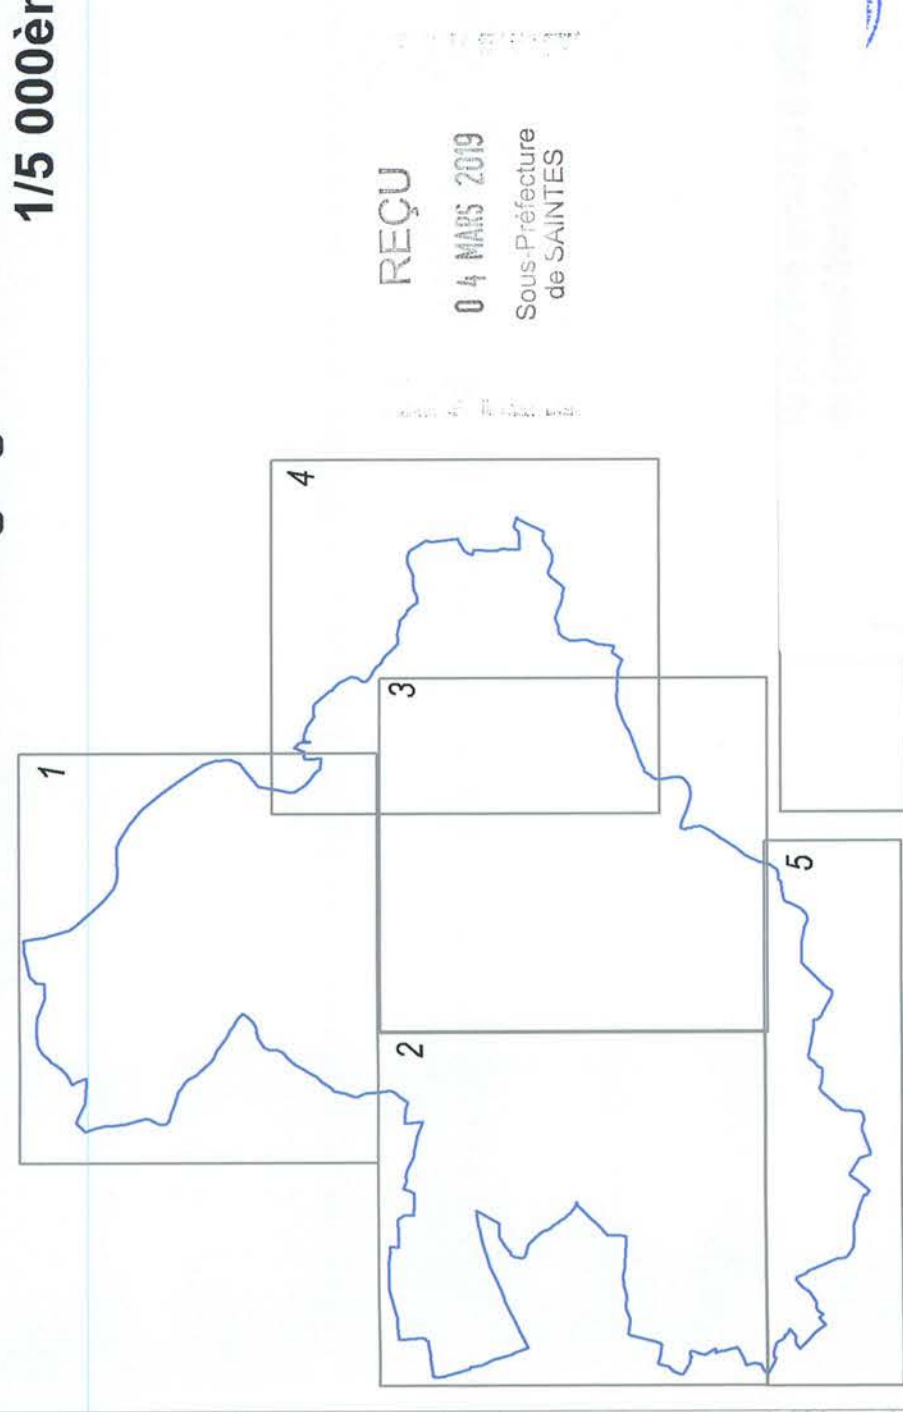 1/5 000èr
REÇU
04 MARS 2019
Sous-Préfecture
de SAINTES
1
4
3
2
5